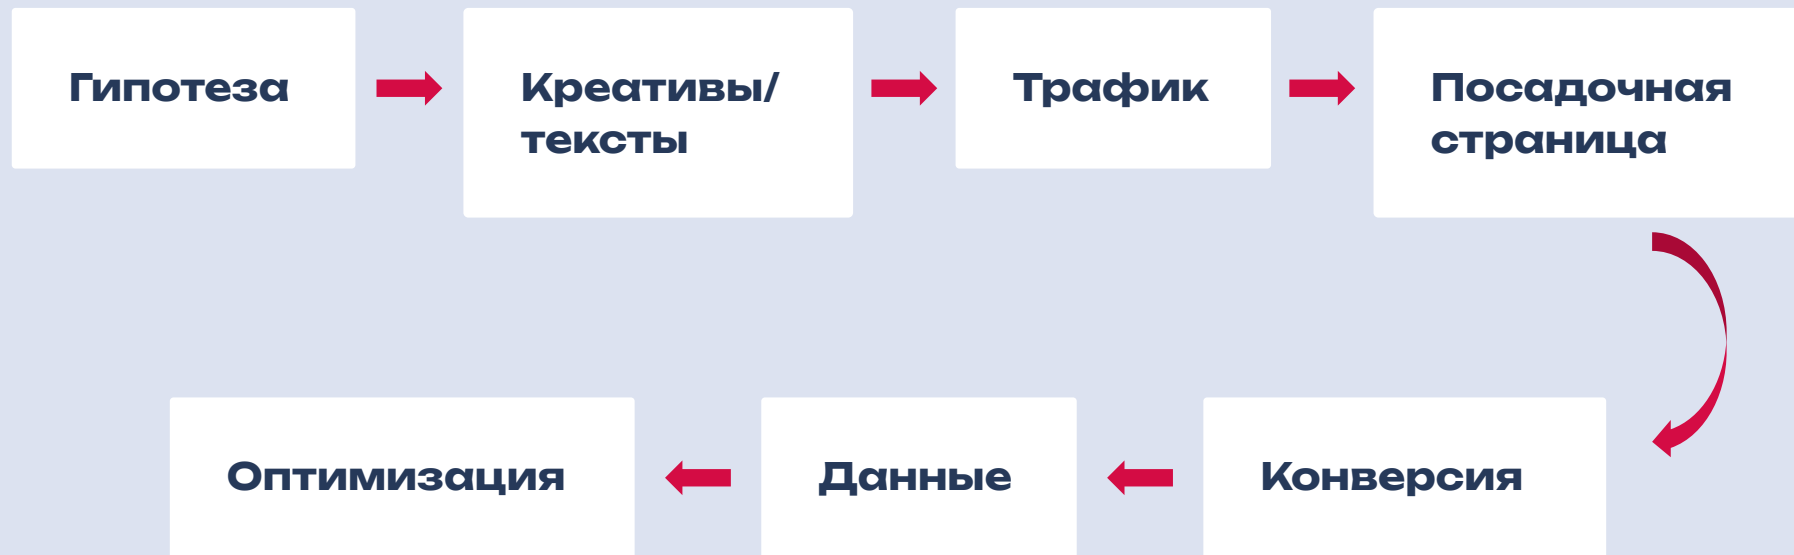 Гипотеза
Креативы/
тексты
Трафик
Посадочная
страница
Конверсия
Данные
Оптимизация